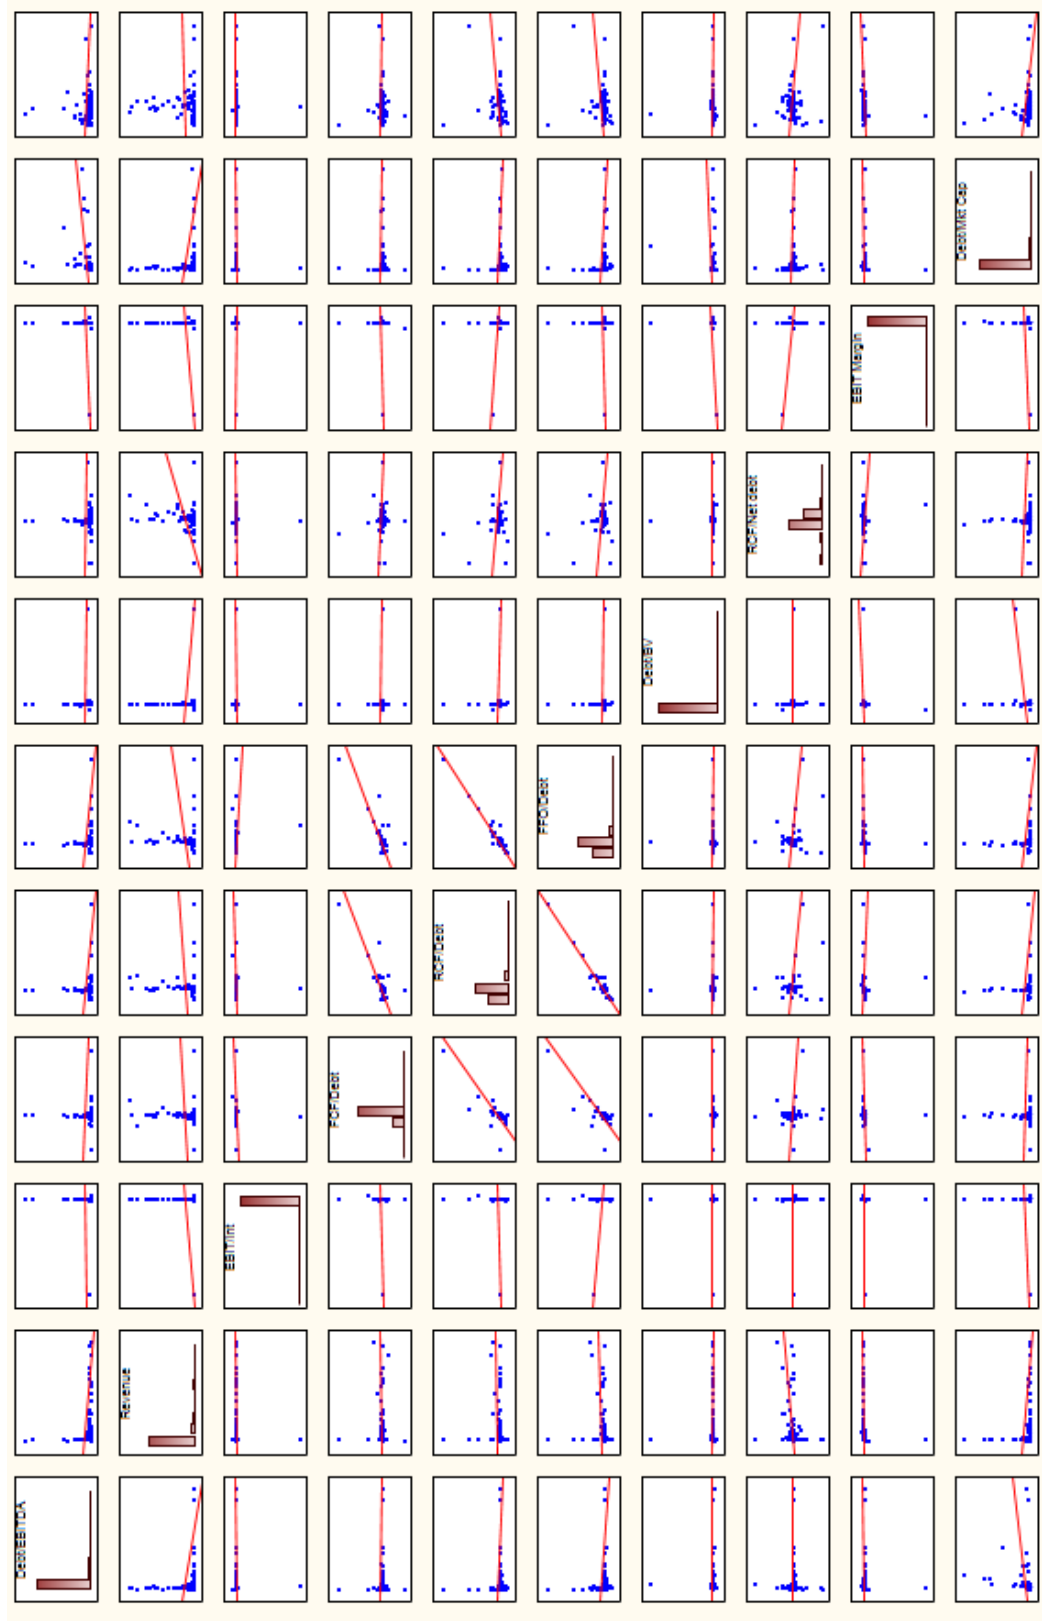 Debt/EBITDA
Revenue
EBIT/Int
FCF/Debt
RCF/Debt
FFO/Debt
Debt/BV
RCF/Net debt
EBIT Margin
Debt/Mkt Cap